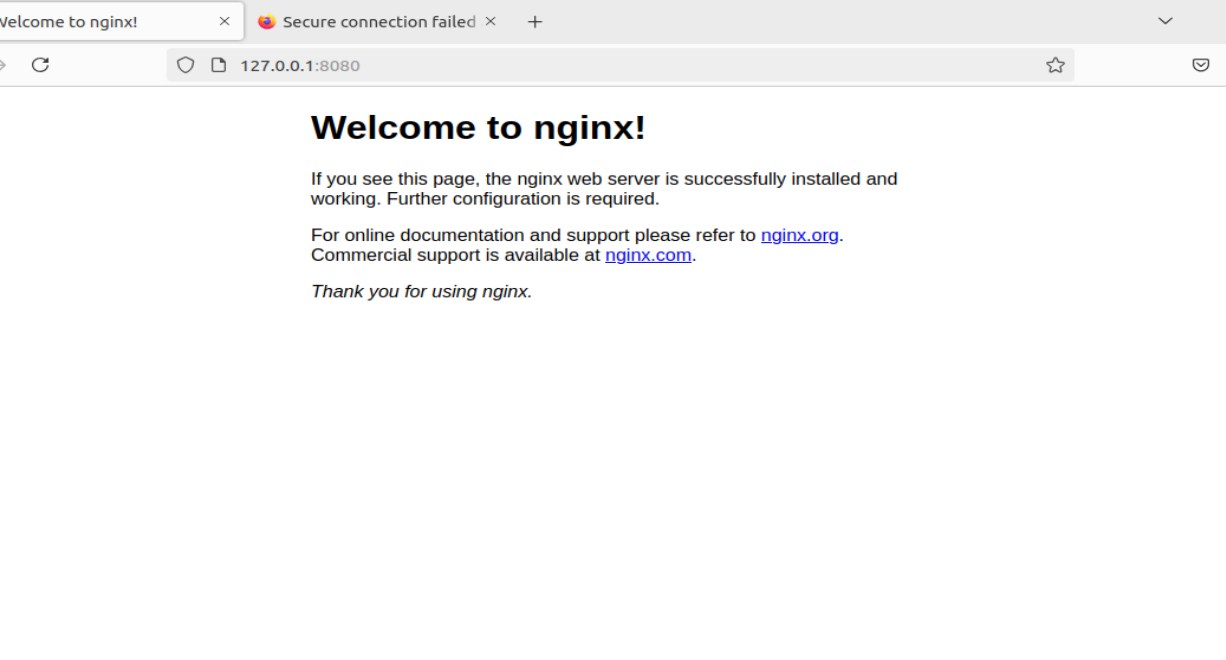 Welcome to nginx!
Secure connection failed
127.0.0.1:8080
Welcome to nginx!
If you see this page, the nginx web server is successfully installed and
working. Further configuration is required.
For online documentation and support please refer to nginx.org.
Commercial support is available at nginx.com.
Thank you for using nginx.